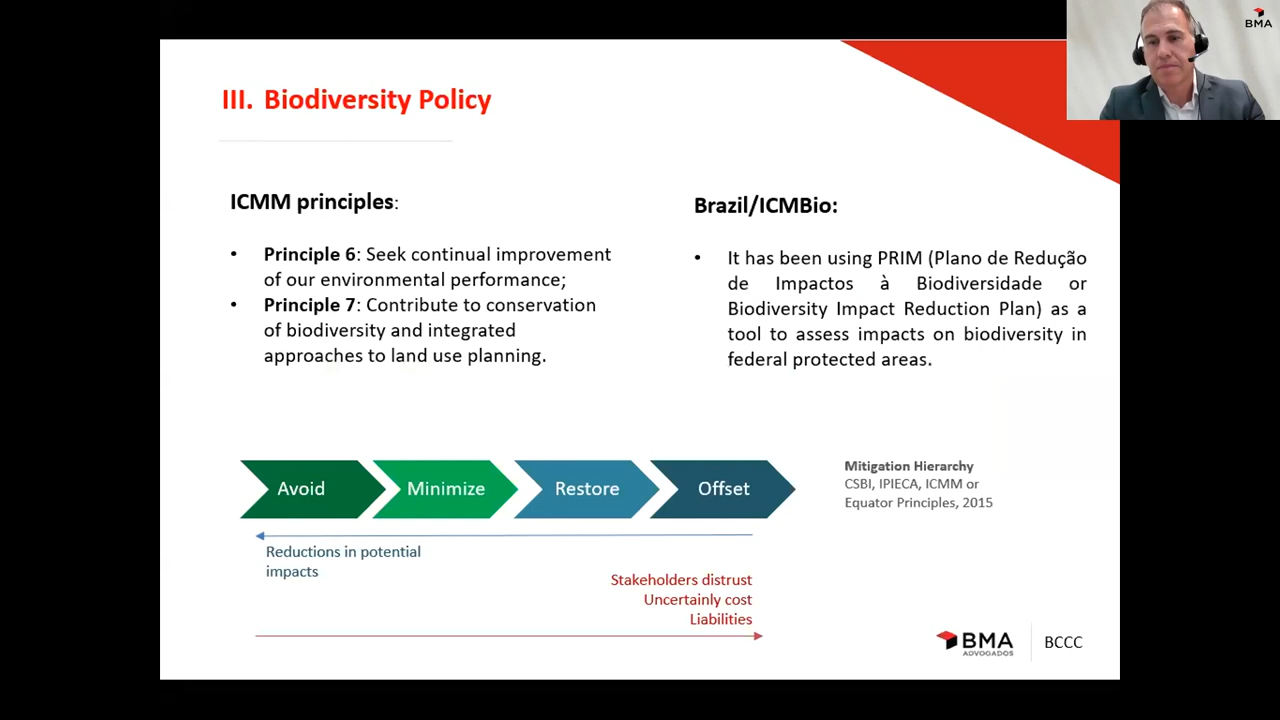 BMA
III. Biodiversity Policy
ICMM principles:
• Principle 6: Seek continual improvement
of our environmental performance;
• Principle 7: Contribute to conservation
of biodiversity and integrated
approaches to land use planning.
Brazil/ICMBio:
• It has been using PRIM (Plano de Redução
de Impactos à Biodiversidade or
Biodiversity Impact Reduction Plan) as a
tool to assess impacts on biodiversity in
federal protected areas.
Avoid
Minimize
Restore
Offset
Mitigation Hierarchy
CSBI, IPIECA, ICMM or
Equator Principles, 2015
Reductions in potential
impacts
Stakeholders distrust
Uncertainly cost
Liabilities
BMA
ADVOGADOS
BCCC